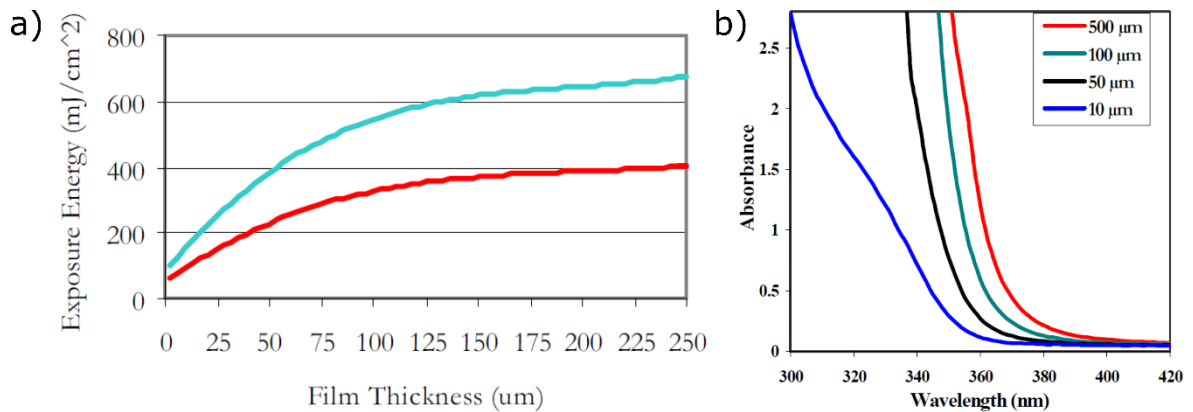 a)
Exposure Energy (mJ/cm^2)
800
600
400
200
0
0 25 50 75 100 125 150 175 200 225 250
Film Thickness (um)
b)
Absorbance
2.5
2
1.5
1
0.5
0
500 µm
100 µm
50 µm
10 µm
300 320 340 360 380 400 420
Wavelength (nm)